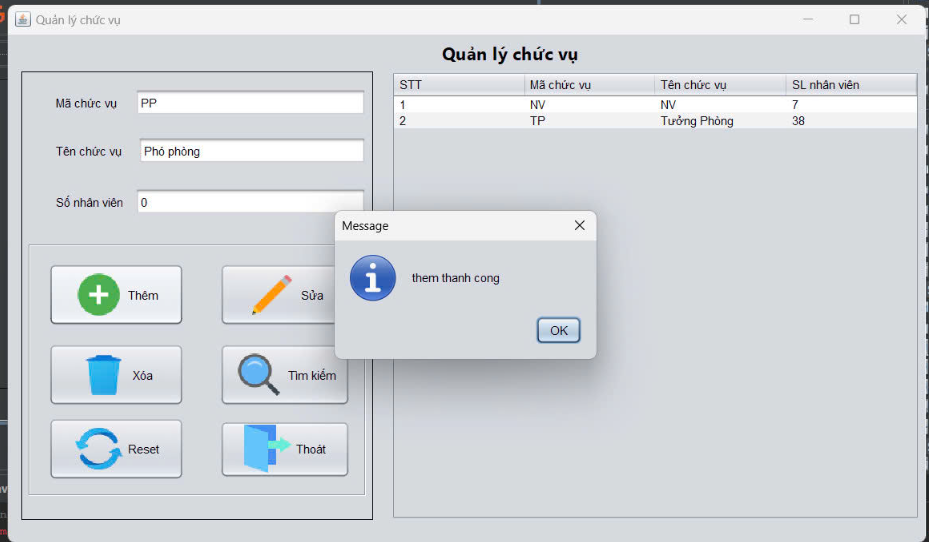 Quản lý chức vụ
Quản lý chức vụ
Mã chức vụ PP
Tên chức vụ Phó phòng
Số nhân viên 0
Thêm Sửa
Xóa Tìm kiếm
Reset Thoát
STT Mã chức vụ Tên chức vụ SL nhân viên
1 NV NV 7
2 TP Tưởng Phòng 38
Message
them thanh cong
OK